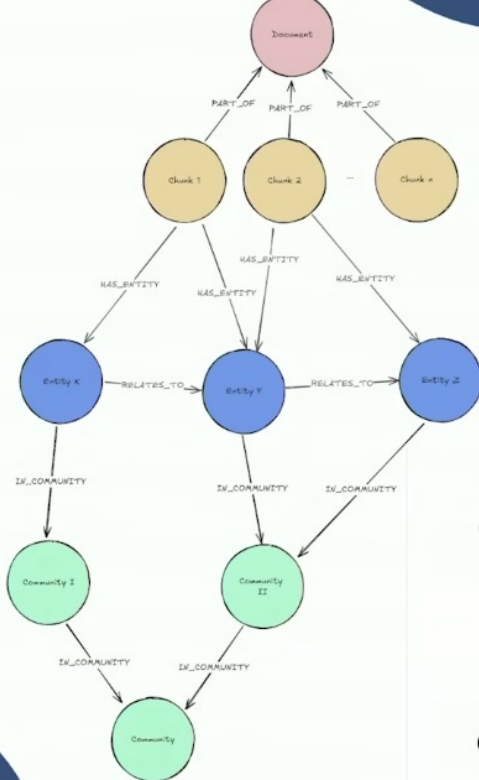 Document
PART_OF
PART_OF
PART_OF
Chunk 1
Chunk 2
...
Chunk n
HAS_ENTITY
HAS_ENTITY
HAS_ENTITY
HAS_ENTITY
Entity X
RELATES_TO
Entity Y
RELATES_TO
Entity Z
IN_COMMUNITY
IN_COMMUNITY
IN_COMMUNITY
Community I
Community
II
IN_COMMUNITY
IN_COMMUNITY
Community